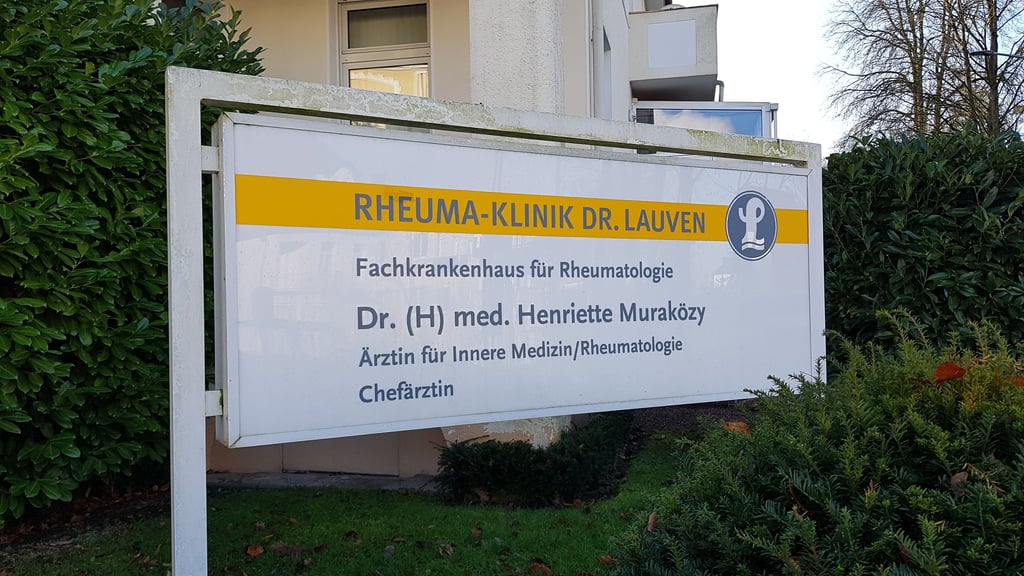 RHEUMA-KLINIK DR. LAUVEN
Fachkrankenhaus für Rheumatologie
Dr. (H) med. Henriette Muraközy
Ärztin für Innere Medizin/Rheumatologie
Chefärztin